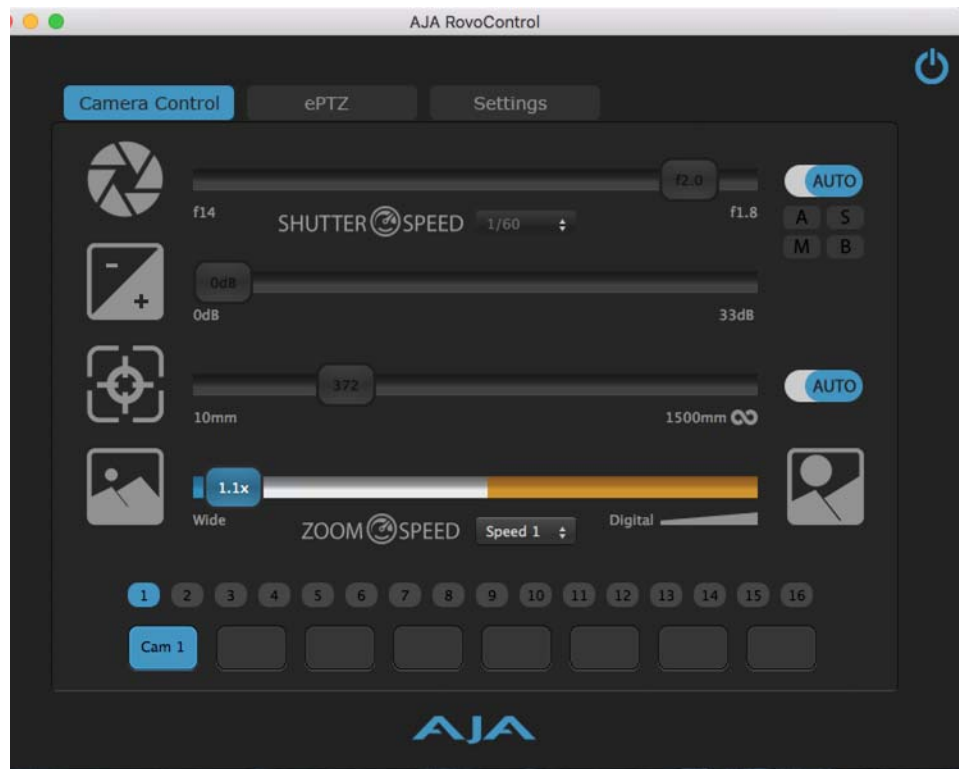 AJA RovoControl
Camera Control ePTZ Settings
f2.0 AUTO
f14 f1.8
SHUTTER SPEED 1/60
A S
M B
0dB
0dB 33dB
372 AUTO
10mm 1500mm
1.1x
Wide Digital
ZOOM SPEED Speed 1
1 2 3 4 5 6 7 8 9 10 11 12 13 14 15 16
Cam 1
AJA